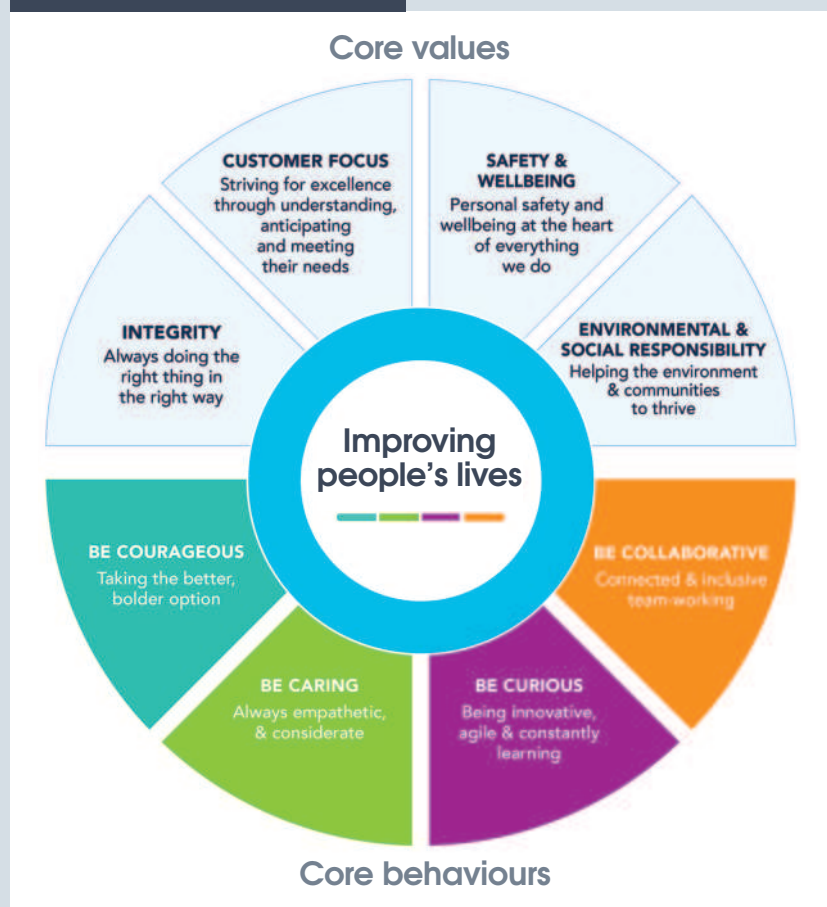 Core values
CUSTOMER FOCUS
Striving for excellence
through understanding,
anticipating
and meeting
their needs
SAFETY &
WELLBEING
Personal safety and
wellbeing at the heart
of everything
we do
INTEGRITY
Always doing the
right thing in
the right way
ENVIRONMENTAL &
SOCIAL RESPONSIBILITY
Helping the environment
& communities
to thrive
Improving
people's lives
BE COURAGEOUS
Taking the better,
bolder option
BE COLLABORATIVE
Connected & inclusive
team-working
BE CARING
Always empathetic,
& considerate
BE CURIOUS
Being innovative,
agile & constantly
learning
Core behaviours